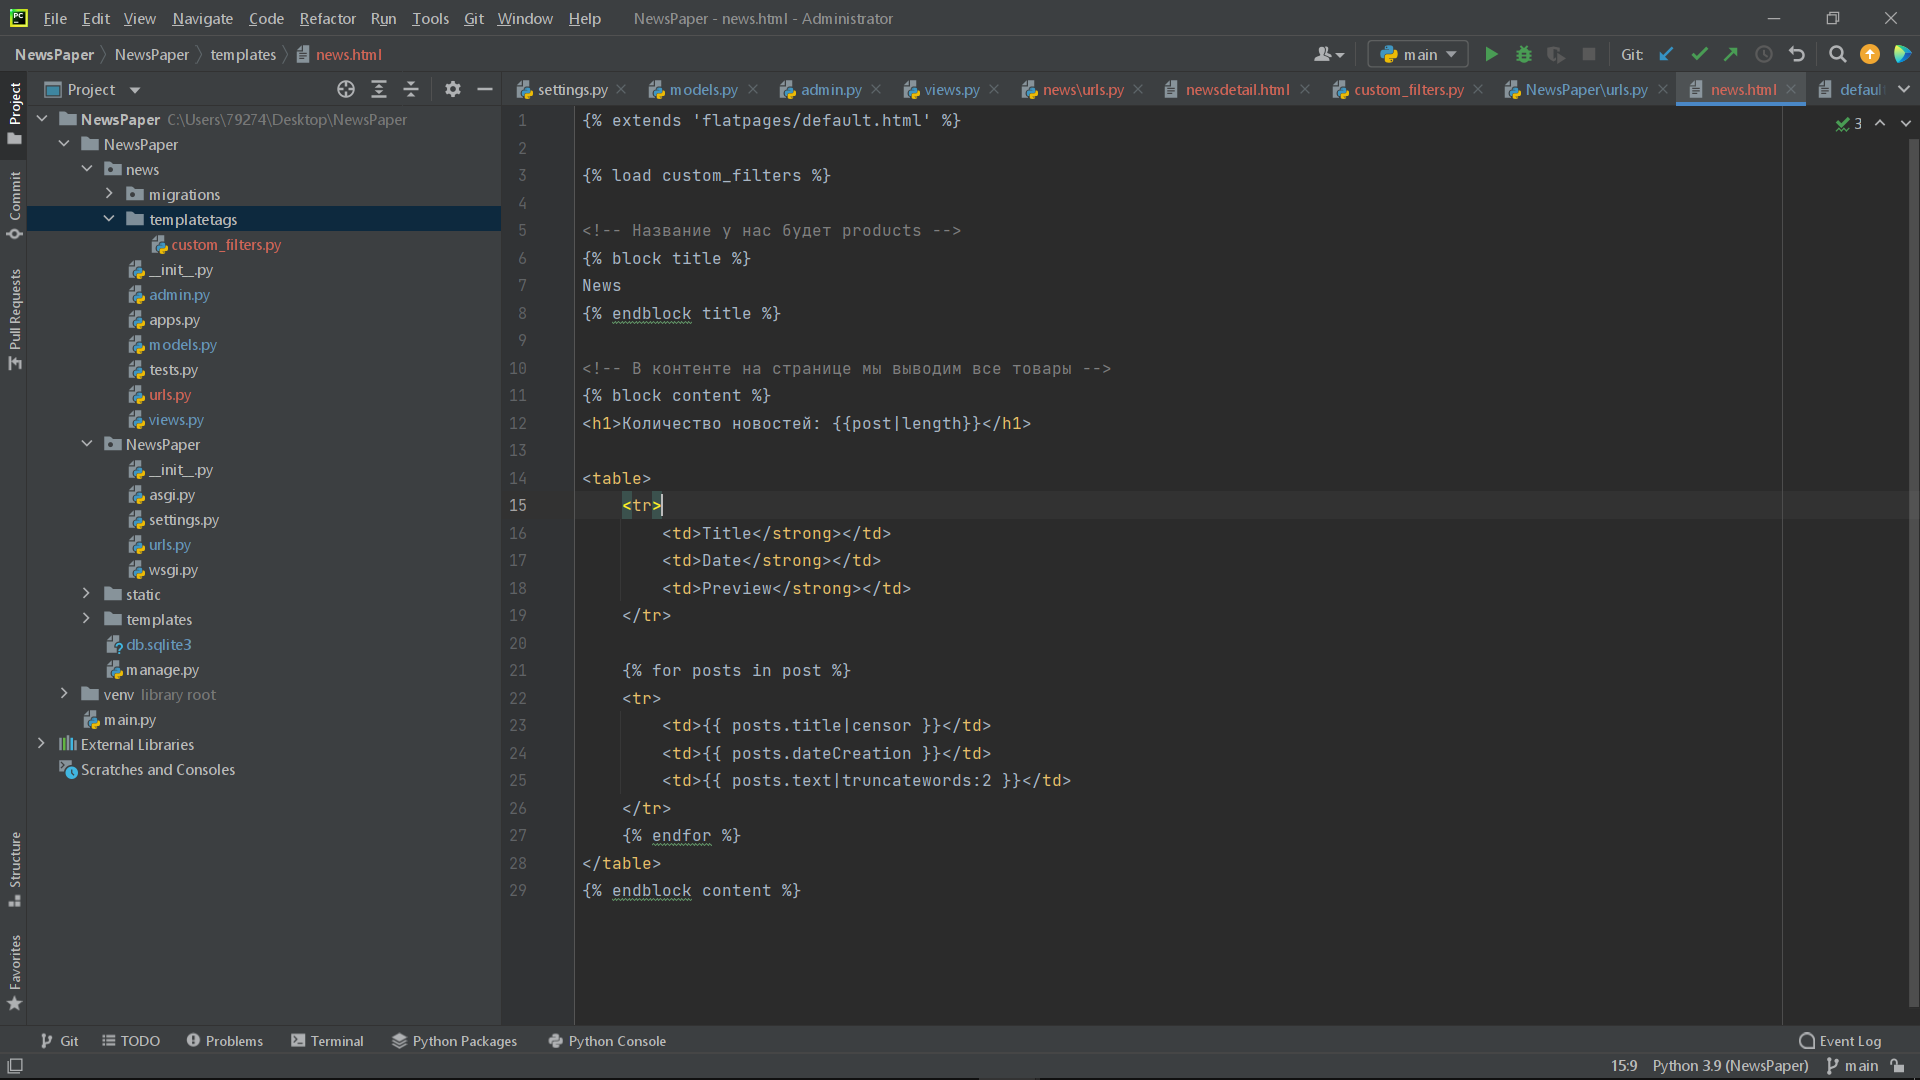 File Edit View Navigate Code Refactor Run Tools Git Window Help NewsPaper - news.html - Administrator
NewsPaper NewsPaper templates news.html main Git:
Project
settings.py models.py admin.py views.py news\urls.py newsdetail.html custom_filters.py NewsPaper\urls.py news.html defaul
Project
Commit
Pull Requests
Structure
Favorites
NewsPaper C:\Users\79274\Desktop\NewsPaper
NewsPaper
news
migrations
templatetags
custom_filters.py
__init__.py
admin.py
apps.py
models.py
tests.py
urls.py
views.py
NewsPaper
__init__.py
asgi.py
settings.py
urls.py
wsgi.py
static
templates
db.sqlite3
manage.py
venv library root
main.py
External Libraries
Scratches and Consoles
3
1 {% extends 'flatpages/default.html' %}
2
3 {% load custom_filters %}
4
5 <!-- Название у нас будет products -->
6 {% block title %}
7 News
8 {% endblock title %}
9
10 <!-- В контенте на странице мы выводим все товары -->
11 {% block content %}
12 <h1>Количество новостей: {{post|length}}</h1>
13
14 <table>
15 <tr>
16 <td>Title</strong></td>
17 <td>Date</strong></td>
18 <td>Preview</strong></td>
19 </tr>
20
21 {% for posts in post %}
22 <tr>
23 <td>{{ posts.title|censor }}</td>
24 <td>{{ posts.dateCreation }}</td>
25 <td>{{ posts.text|truncatewords:2 }}</td>
26 </tr>
27 {% endfor %}
28 </table>
29 {% endblock content %}
Git TODO Problems Terminal Python Packages Python Console Event Log
15:9 Python 3.9 (NewsPaper) main